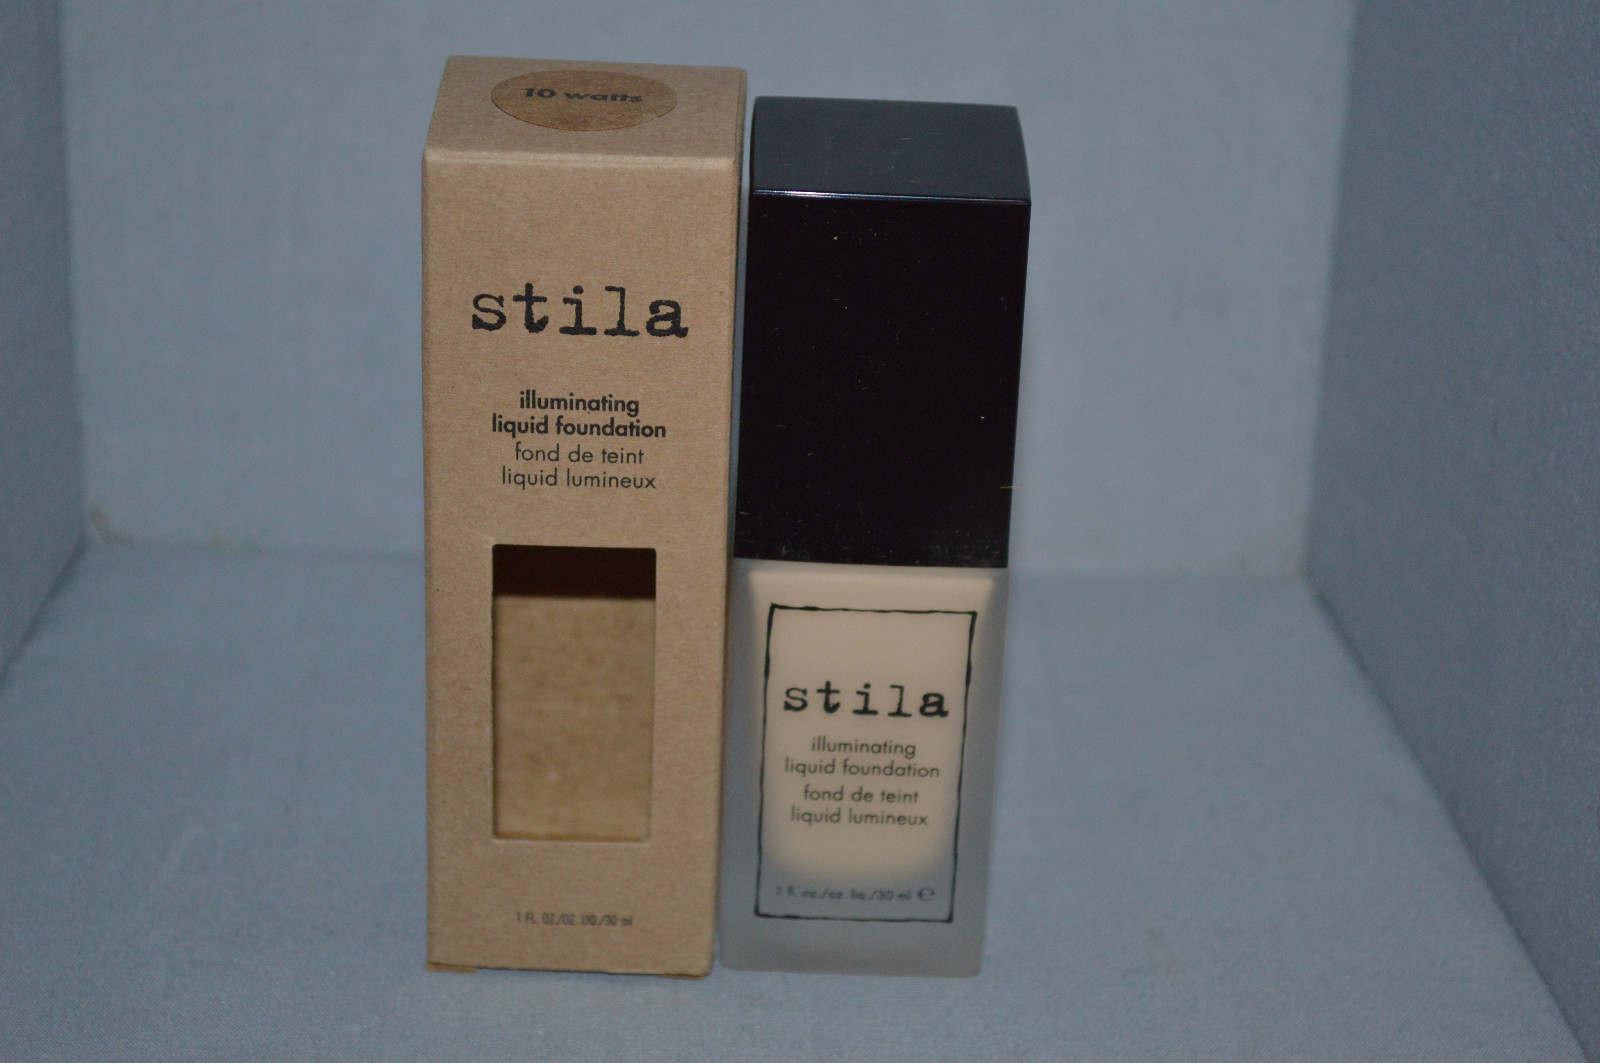 10 watts
stila
illuminating
liquid foundation
fond de teint
liquid lumineux
1 FL. OZ./OZ. LIQ./30 ml
stila
illuminating
liquid foundation
fond de teint
liquid lumineux
1 fl. oz./oz. liq./30 ml ℮